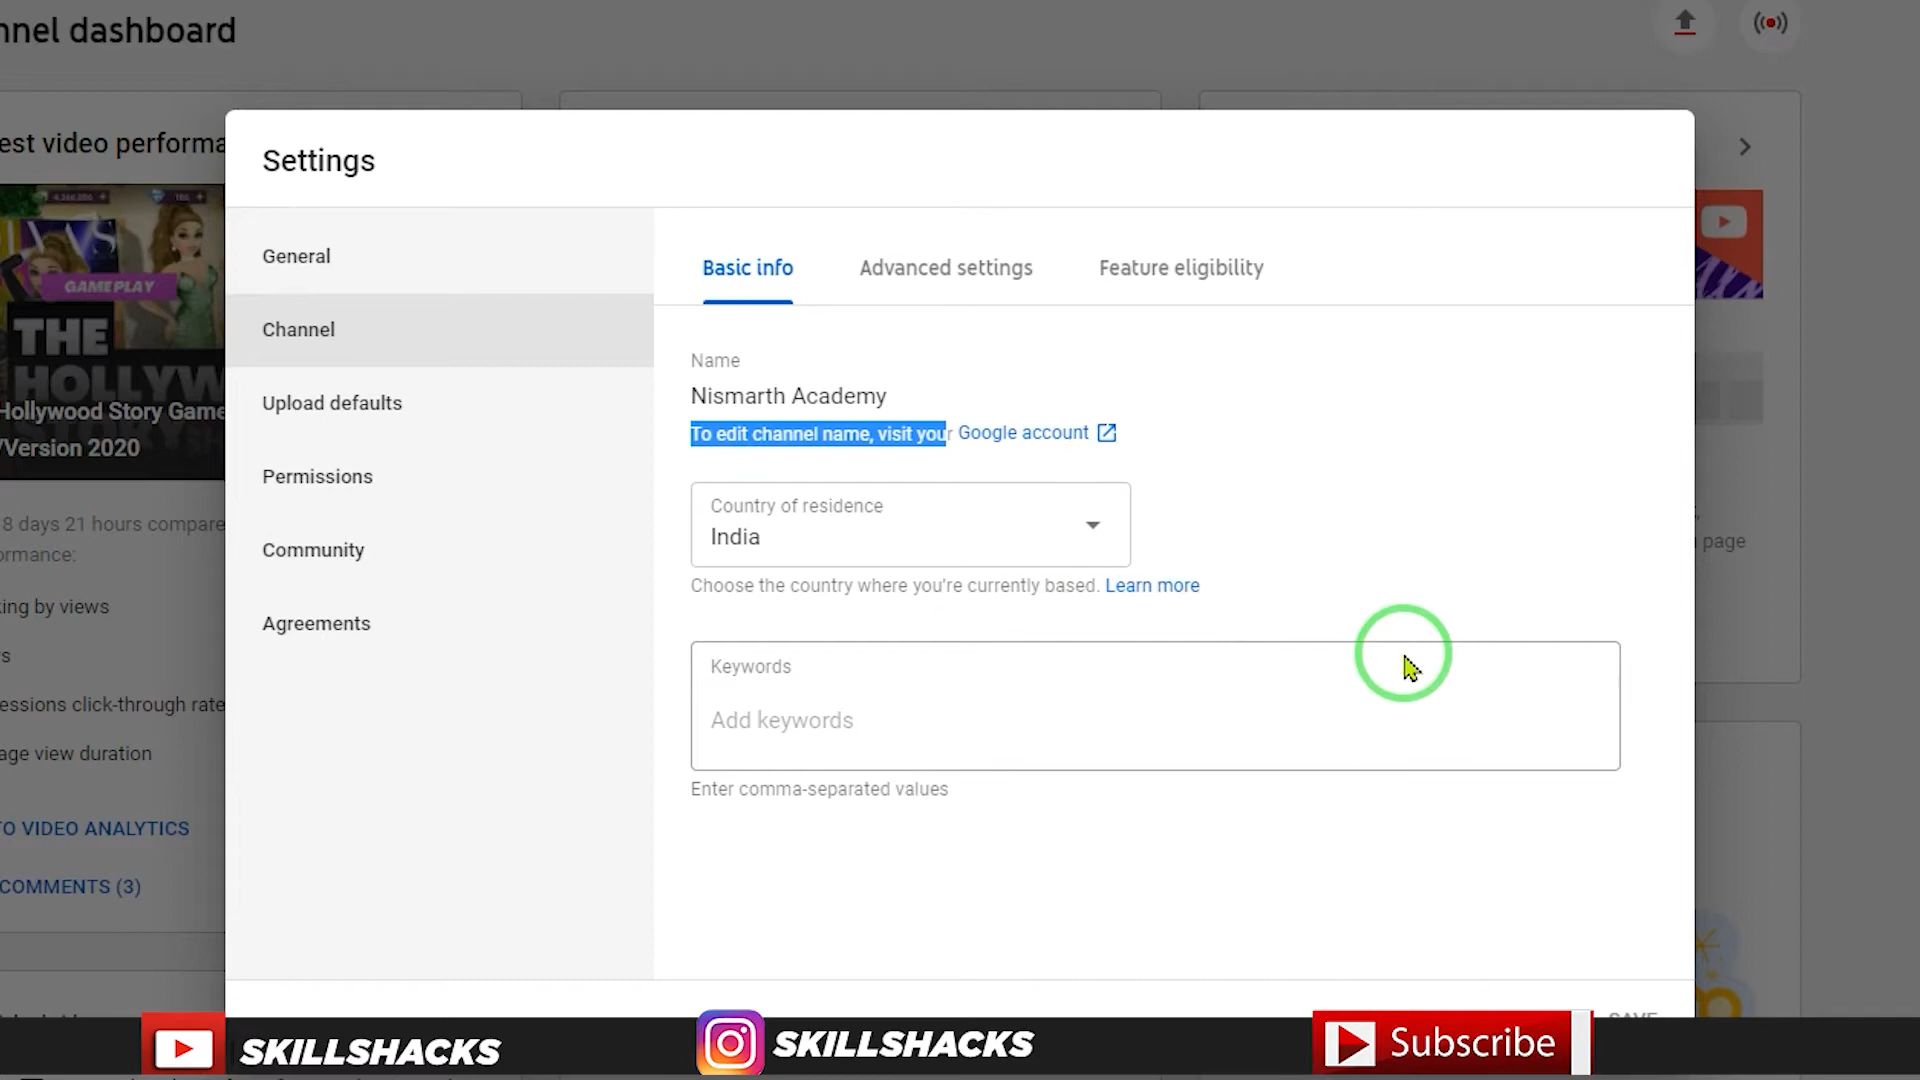 nnel dashboard
est video performa
Settings
General
Channel
Upload defaults
Permissions
Community
Agreements
Basic info
Advanced settings
Feature eligibility
Name
Nismarth Academy
To edit channel name, visit your Google account
Country of residence
India
Choose the country where you're currently based. Learn more
Keywords
Add keywords
Enter comma-separated values
GAMEPLAY
THE
HOLLYW
Hollywood Story Game
/Version 2020
8 days 21 hours compare
ormance:
ing by views
s
essions click-through rate
age view duration
O VIDEO ANALYTICS
COMMENTS (3)
page
SAVE
SKILLSHACKS
SKILLSHACKS
Subscribe